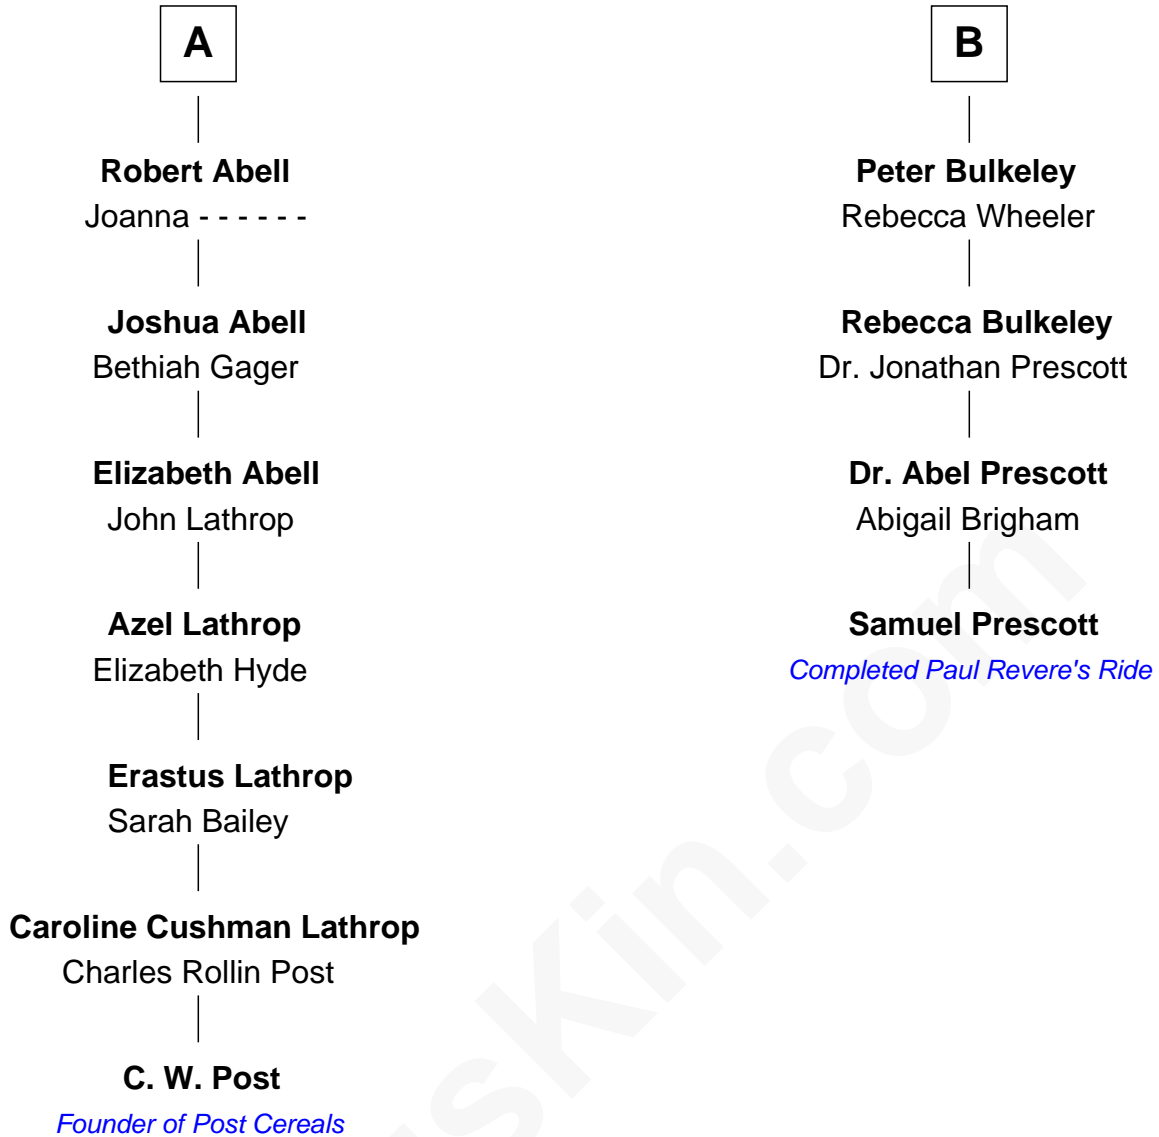 A
Robert Abell
Joanna - - - - - -
Joshua Abell
Bethiah Gager
Elizabeth Abell
John Lathrop
Azel Lathrop
Elizabeth Hyde
Erastus Lathrop
Sarah Bailey
Caroline Cushman Lathrop
Charles Rollin Post
C. W. Post
Founder of Post Cereals
B
Peter Bulkeley
Rebecca Wheeler
Rebecca Bulkeley
Dr. Jonathan Prescott
Dr. Abel Prescott
Abigail Brigham
Samuel Prescott
Completed Paul Revere's Ride
sKin.com